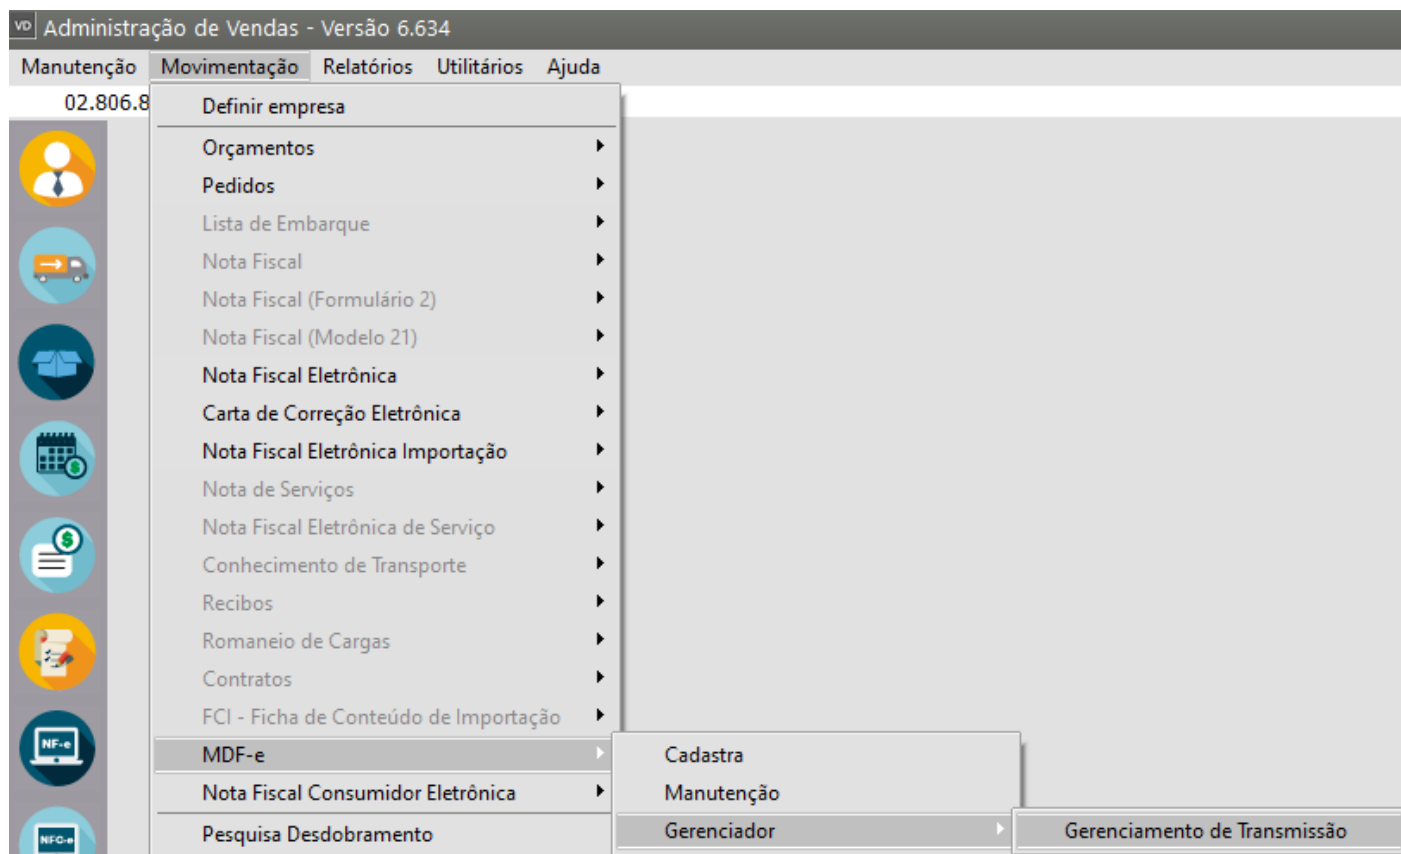 VD Administração de Vendas - Versão 6.634
Manutenção Movimentação Relatórios Utilitários Ajuda
02.806.8
Definir empresa
Orçamentos
Pedidos
Lista de Embarque
Nota Fiscal
Nota Fiscal (Formulário 2)
Nota Fiscal (Modelo 21)
Nota Fiscal Eletrônica
Carta de Correção Eletrônica
Nota Fiscal Eletrônica Importação
Nota de Serviços
Nota Fiscal Eletrônica de Serviço
Conhecimento de Transporte
Recibos
Romaneio de Cargas
Contratos
FCI - Ficha de Conteúdo de Importação
NF-e
MDF-e Cadastra
Nota Fiscal Consumidor Eletrônica Manutenção
NFC-e Pesquisa Desdobramento Gerenciador Gerenciamento de Transmissão